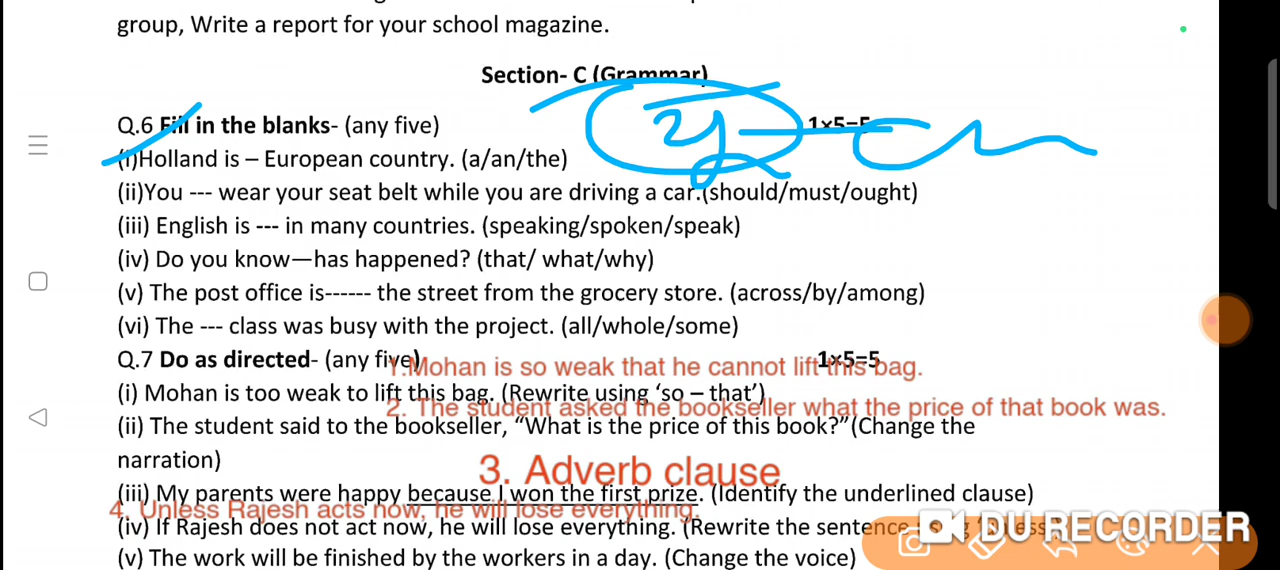 group, Write a report for your school magazine.
Section- C (Grammar)
Q.6 Fill in the blanks- (any five) 1×5=5
(i)Holland is – European country. (a/an/the)
(ii)You --- wear your seat belt while you are driving a car.(should/must/ought)
(iii) English is --- in many countries. (speaking/spoken/speak)
(iv) Do you know—has happened? (that/ what/why)
(v) The post office is------ the street from the grocery store. (across/by/among)
(vi) The --- class was busy with the project. (all/whole/some)
Q.7 Do as directed- (any five) 1×5=5
1.Mohan is so weak that he cannot lift this bag.
(i) Mohan is too weak to lift this bag. (Rewrite using ‘so – that’)
2. The student asked the bookseller what the price of that book was.
(ii) The student said to the bookseller, “What is the price of this book?”(Change the
narration)
3. Adverb clause
(iii) My parents were happy because I won the first prize. (Identify the underlined clause)
4. Unless Rajesh acts now, he will lose everything.
(iv) If Rajesh does not act now, he will lose everything. (Rewrite the sentence
DU RECORDER
(v) The work will be finished by the workers in a day. (Change the voice)